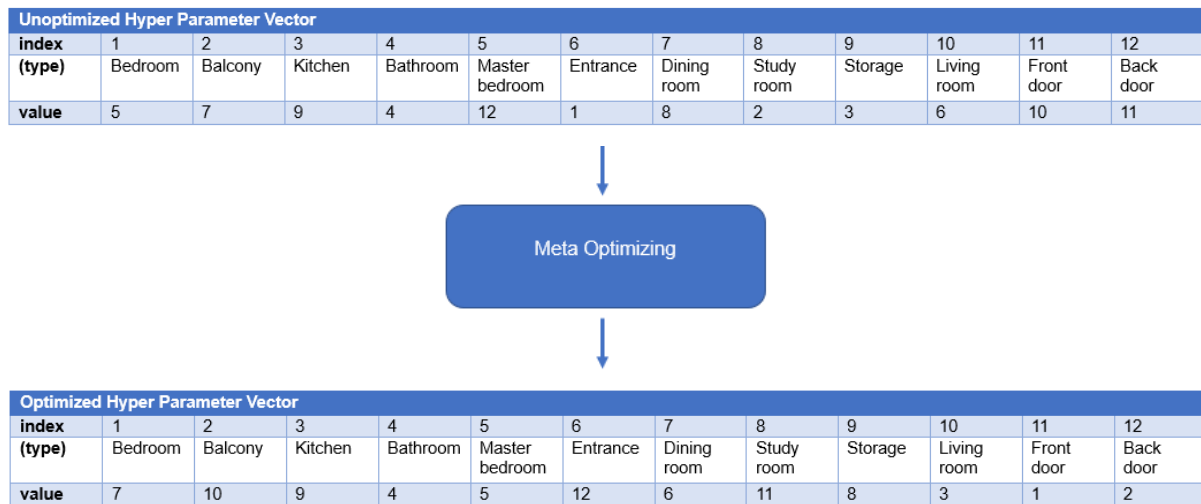 Unoptimized Hyper Parameter Vector
index 1 2 3 4 5 6 7 8 9 10 11 12
(type) Bedroom Balcony Kitchen Bathroom Master bedroom Entrance Dining room Study room Storage Living room Front door Back door
value 5 7 9 4 12 1 8 2 3 6 10 11
Meta Optimizing
Optimized Hyper Parameter Vector
index 1 2 3 4 5 6 7 8 9 10 11 12
(type) Bedroom Balcony Kitchen Bathroom Master bedroom Entrance Dining room Study room Storage Living room Front door Back door
value 7 10 9 4 5 12 6 11 8 3 1 2